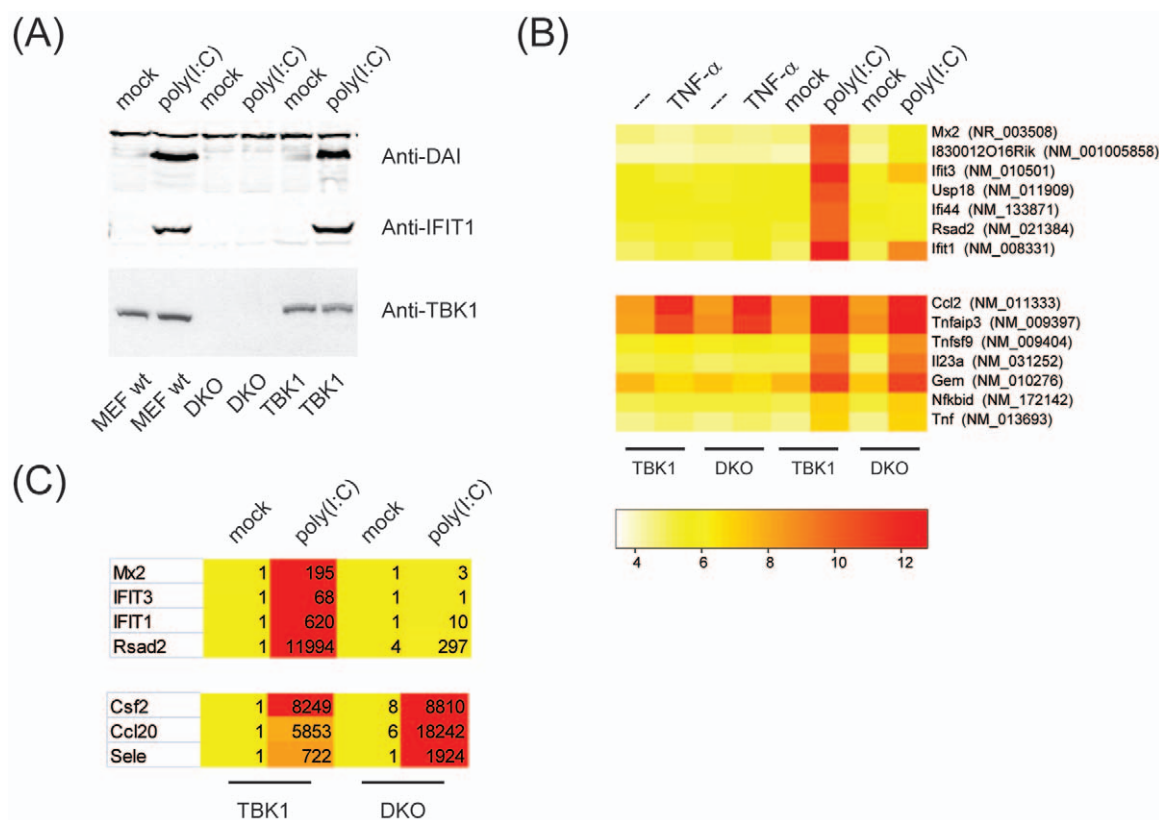 (A)
mock poly(I:C) mock poly(I:C) mock poly(I:C)
Anti-DAI
Anti-IFIT1
Anti-TBK1
MEF wt MEF wt DKO DKO TBK1 TBK1
(B)
--- TNF-α --- TNF-α mock poly(I:C) mock poly(I:C)
Mx2 (NR_003508)
I830012O16Rik (NM_001005858)
Ifit3 (NM_010501)
Usp18 (NM_011909)
Ifi44 (NM_133871)
Rsad2 (NM_021384)
Ifit1 (NM_008331)
Ccl2 (NM_011333)
Tnfaip3 (NM_009397)
Tnfsf9 (NM_009404)
Il23a (NM_031252)
Gem (NM_010276)
Nfkbid (NM_172142)
Tnf (NM_013693)
TBK1 DKO TBK1 DKO
4 6 8 10 12
(C)
mock poly(I:C) mock poly(I:C)
Mx2 1 195 1 3
IFIT3 1 68 1 1
IFIT1 1 620 1 10
Rsad2 1 11994 4 297
Csf2 1 8249 8 8810
Ccl20 1 5853 6 18242
Sele 1 722 1 1924
TBK1 DKO